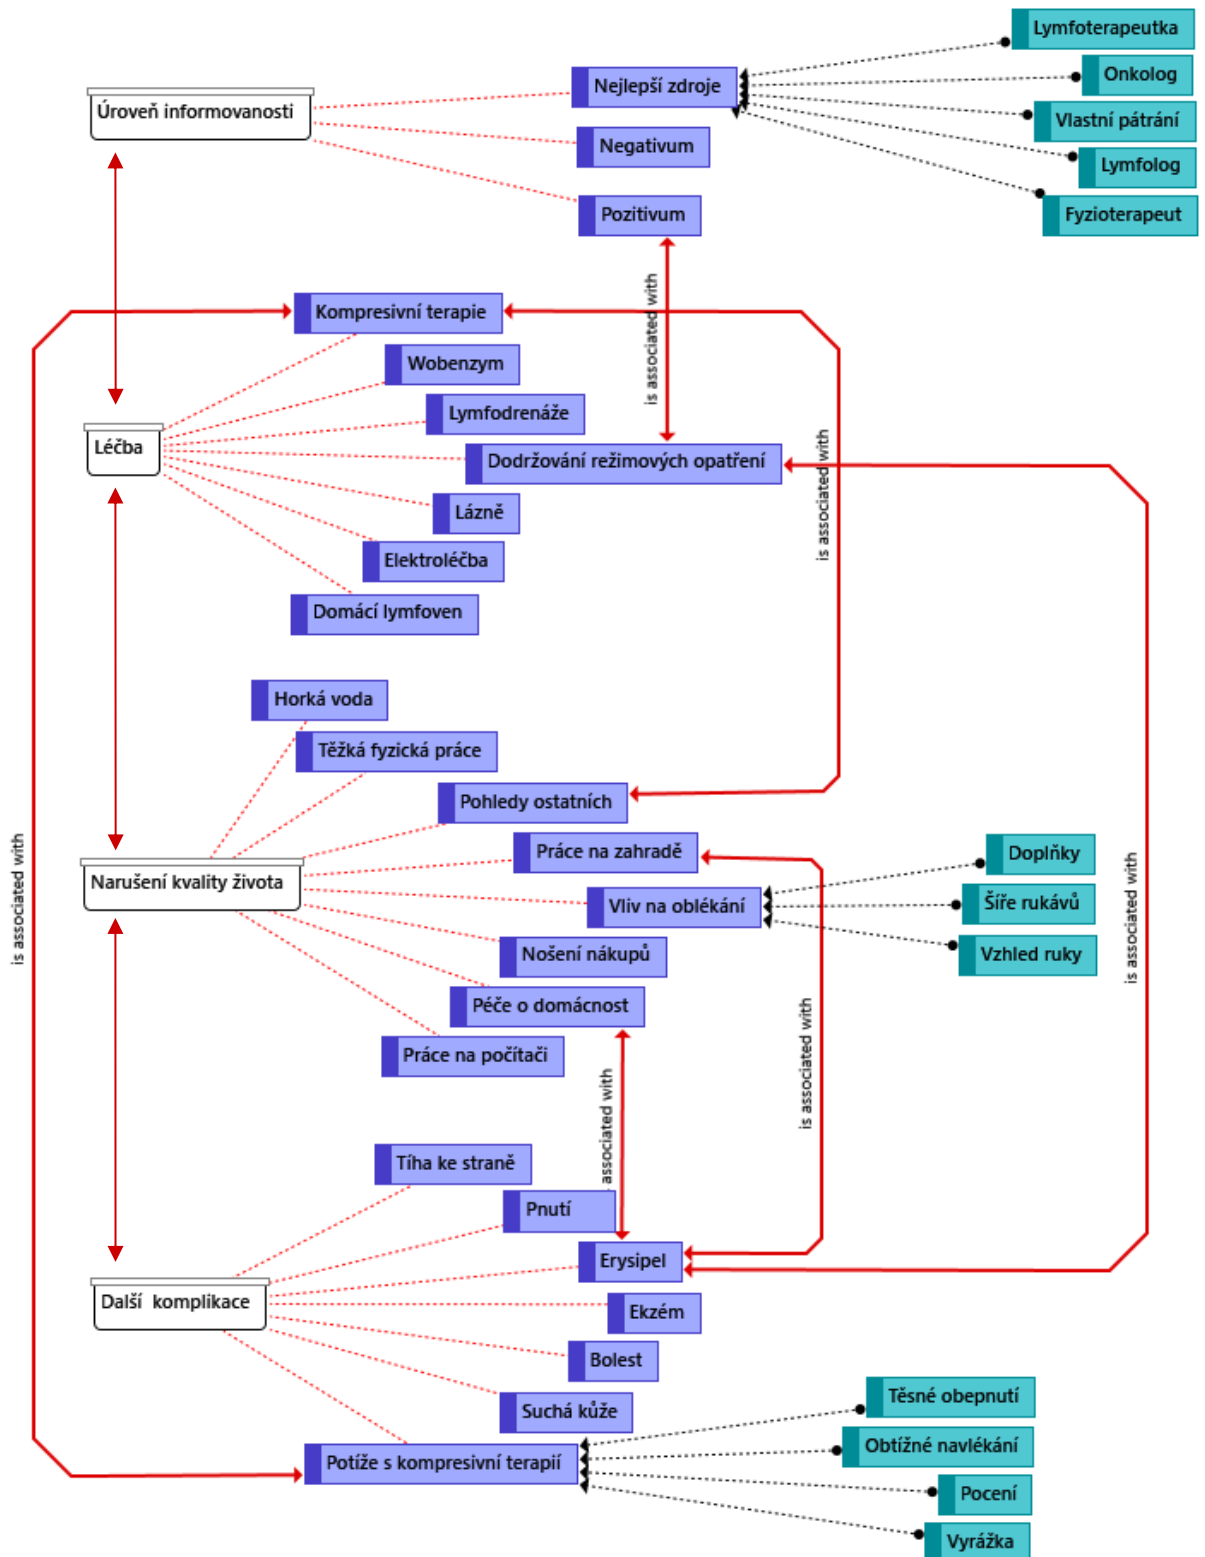 Lymfoterapeutka
Onkolog
Nejlepší zdroje
Úroveň informovanosti
Vlastní pátrání
Negativum
Lymfolog
Pozitivum
Fyzioterapeut
is associated with
Kompresivní terapie
Wobenzym
Lymfodrenáže
Léčba
Dodržování režimových opatření
is associated with
Lázně
Elektroléčba
Domácí lymfoven
Horká voda
Těžká fyzická práce
Pohledy ostatních
Práce na zahradě
Doplňky
Narušení kvality života
is associated with
is associated with
Vliv na oblékání
Šíře rukávů
Nošení nákupů
Vzhled ruky
Péče o domácnost
Práce na počítači
is associated with
associated with
Tíha ke straně
Pnutí
Erysipel
Další  komplikace
Ekzém
Bolest
Suchá kůže
Těsné obepnutí
Obtížné navlékání
Potíže s kompresivní terapií
Pocení
Vyrážka